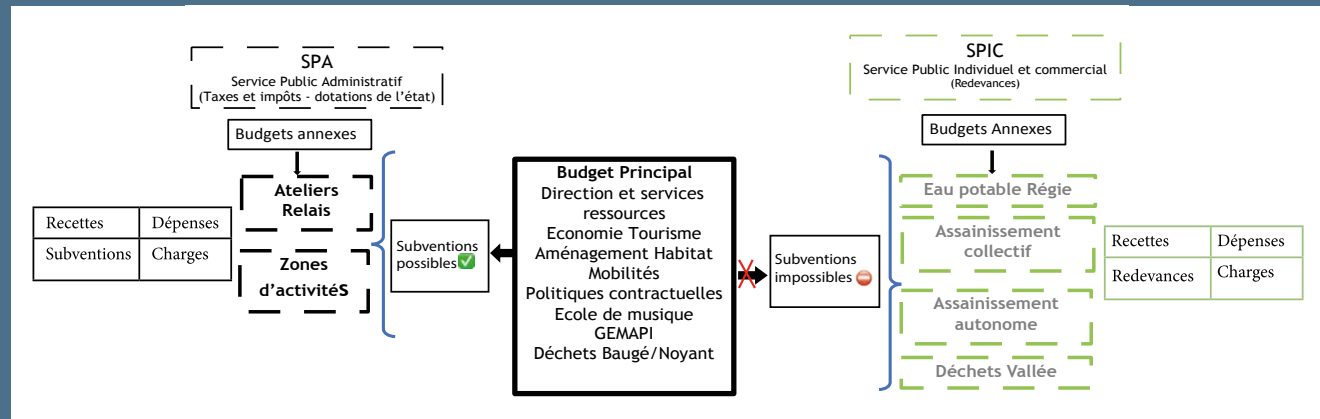 SPA
Service Public Administratif
(Taxes et impôts - dotations de l'état)
Budgets annexes
Ateliers
Relais
Zones
d'activitéS
Recettes Dépenses
Subventions Charges
Subventions
possibles✅
Budget Principal
Direction et services
ressources
Economie Tourisme
Aménagement Habitat
Mobilités
Politiques contractuelles
Ecole de musique
GEMAPI
Déchets Baugé/Noyant
Subventions
impossibles ⛔
SPIC
Service Public Individuel et commercial
(Redevances)
Budgets Annexes
Eau potable Régie
Assainissement
collectif
Assainissement
autonome
Déchets Vallée
Recettes Dépenses
Redevances Charges